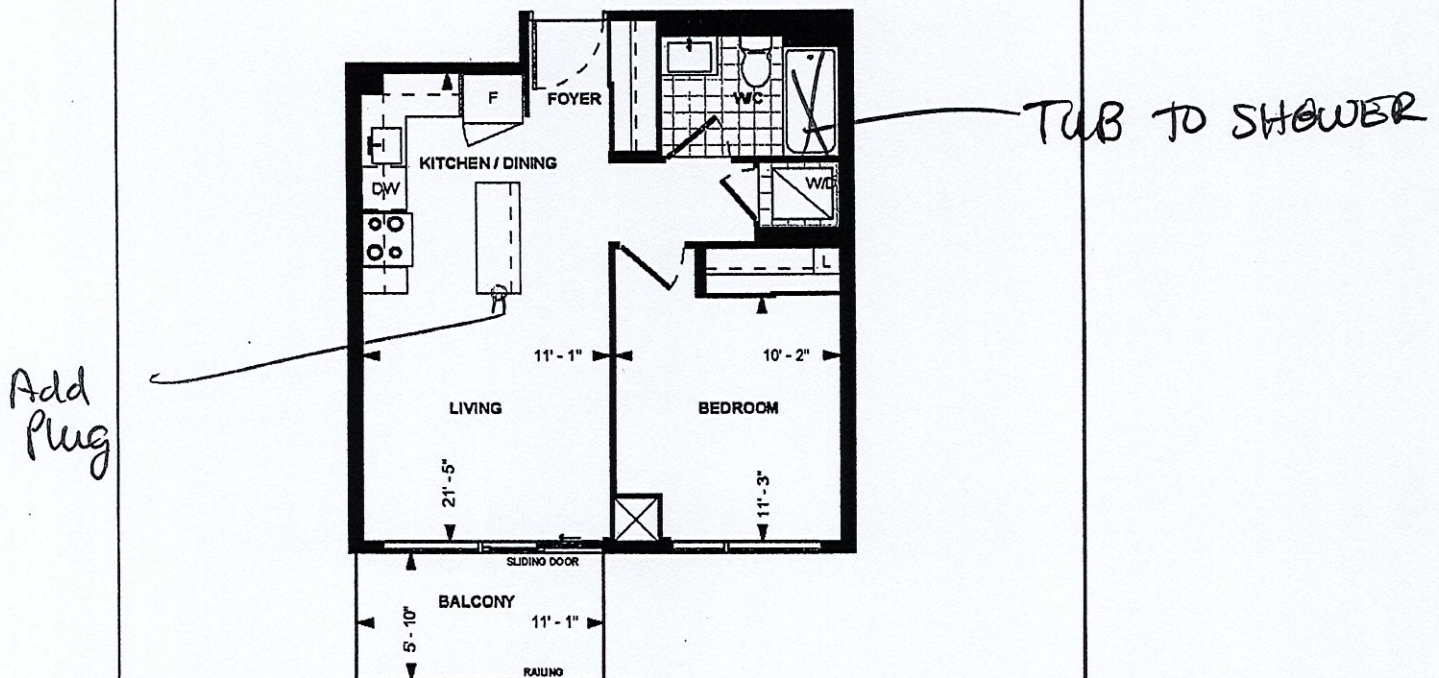 F
FOYER
W/C
TUB TO SHOWER
KITCHEN / DINING
DW
W/D
L
11' - 1"
10' - 2"
Add
Plug
LIVING
BEDROOM
21' - 5"
11' - 3"
SLIDING DOOR
BALCONY
11' - 1"
5' - 10"
RAILING